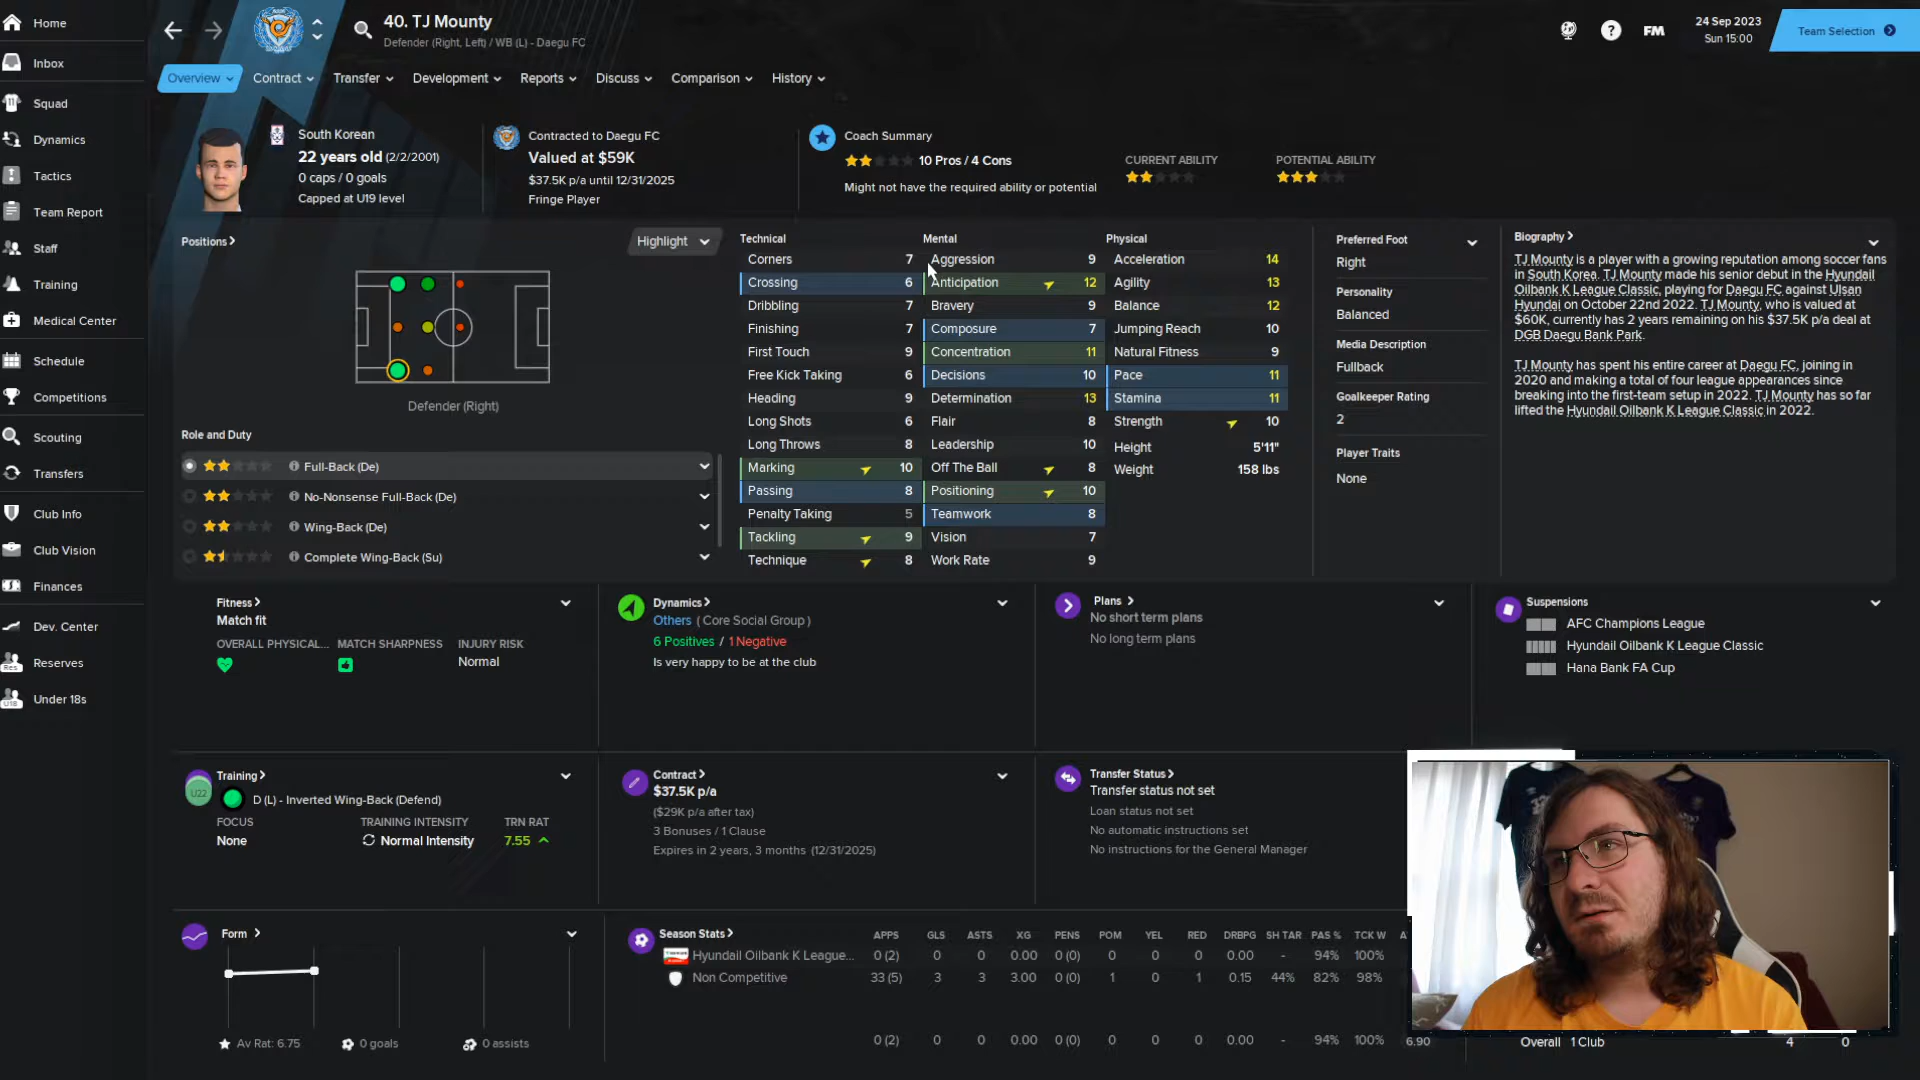 Home
Inbox
Squad
Dynamics
Tactics
Team Report
Staff
Training
Medical Center
Schedule
Competitions
Scouting
Transfers
Club Info
Club Vision
Finances
Dev. Center
Reserves
Under 18s
40. TJ Mounty
Defender (Right, Left) / WB (L) - Daegu FC
FM
24 Sep 2023
Sun 15:00
Team Selection
Overview
Contract
Transfer
Development
Reports
Discuss
Comparison
History
South Korean
22 years old (2/2/2001)
0 caps / 0 goals
Capped at U19 level
Contracted to Daegu FC
Valued at $59K
$37.5K p/a until 12/31/2025
Fringe Player
Coach Summary
10 Pros / 4 Cons
Might not have the required ability or potential
CURRENT ABILITY
POTENTIAL ABILITY
Positions
Highlight
Defender (Right)
Role and Duty
Full-Back (De)
No-Nonsense Full-Back (De)
Wing-Back (De)
Complete Wing-Back (Su)
Technical
Corners 7
Crossing 6
Dribbling 7
Finishing 7
First Touch 9
Free Kick Taking 6
Heading 9
Long Shots 6
Long Throws 8
Marking 10
Passing 8
Penalty Taking 5
Tackling 9
Technique 8
Mental
Aggression 9
Anticipation 12
Bravery 9
Composure 7
Concentration 11
Decisions 10
Determination 13
Flair 8
Leadership 10
Off The Ball 8
Positioning 10
Teamwork 8
Vision 7
Work Rate 9
Physical
Acceleration 14
Agility 13
Balance 12
Jumping Reach 10
Natural Fitness 9
Pace 11
Stamina 11
Strength 10
Height 5'11"
Weight 158 lbs
Preferred Foot
Right
Personality
Balanced
Media Description
Fullback
Goalkeeper Rating
2
Player Traits
None
Biography
TJ Mounty is a player with a growing reputation among soccer fans
in South Korea. TJ Mounty made his senior debut in the Hyundail
Oilbank K League Classic, playing for Daegu FC against Ulsan
Hyundai on October 22nd 2022. TJ Mounty, who is valued at
$60K, currently has 2 years remaining on his $37.5K p/a deal at
DGB Daegu Bank Park.
TJ Mounty has spent his entire career at Daegu FC, joining in
2020 and making a total of four league appearances since
breaking into the first-team setup in 2022. TJ Mounty has so far
lifted the Hyundail Oilbank K League Classic in 2022.
Fitness
Match fit
OVERALL PHYSICAL... MATCH SHARPNESS INJURY RISK
Normal
Dynamics
Others ( Core Social Group )
6 Positives / 1 Negative
Is very happy to be at the club
Plans
No short term plans
No long term plans
Suspensions
AFC Champions League
Hyundail Oilbank K League Classic
Hana Bank FA Cup
Training
U22
D (L) - Inverted Wing-Back (Defend)
FOCUS TRAINING INTENSITY TRN RAT
None Normal Intensity 7.55
Contract
$37.5K p/a
($29K p/a after tax)
3 Bonuses / 1 Clause
Expires in 2 years, 3 months (12/31/2025)
Transfer Status
Transfer status not set
Loan status not set
No automatic instructions set
No instructions for the General Manager
Form
Av Rat: 6.75 0 goals 0 assists
Season Stats APPS GLS ASTS XG PENS POM YEL RED DRBPG SH TAR PAS % TCK W
Hyundail Oilbank K League... 0 (2) 0 0 0.00 0 (0) 0 0 0 0.00 - 94% 100%
Non Competitive 33 (5) 3 3 3.00 0 (0) 1 0 1 0.15 44% 82% 98%
0 (2) 0 0 0.00 0 (0) 0 0 0 0.00 - 94% 100% 6.90
Overall 1 Club 4 0